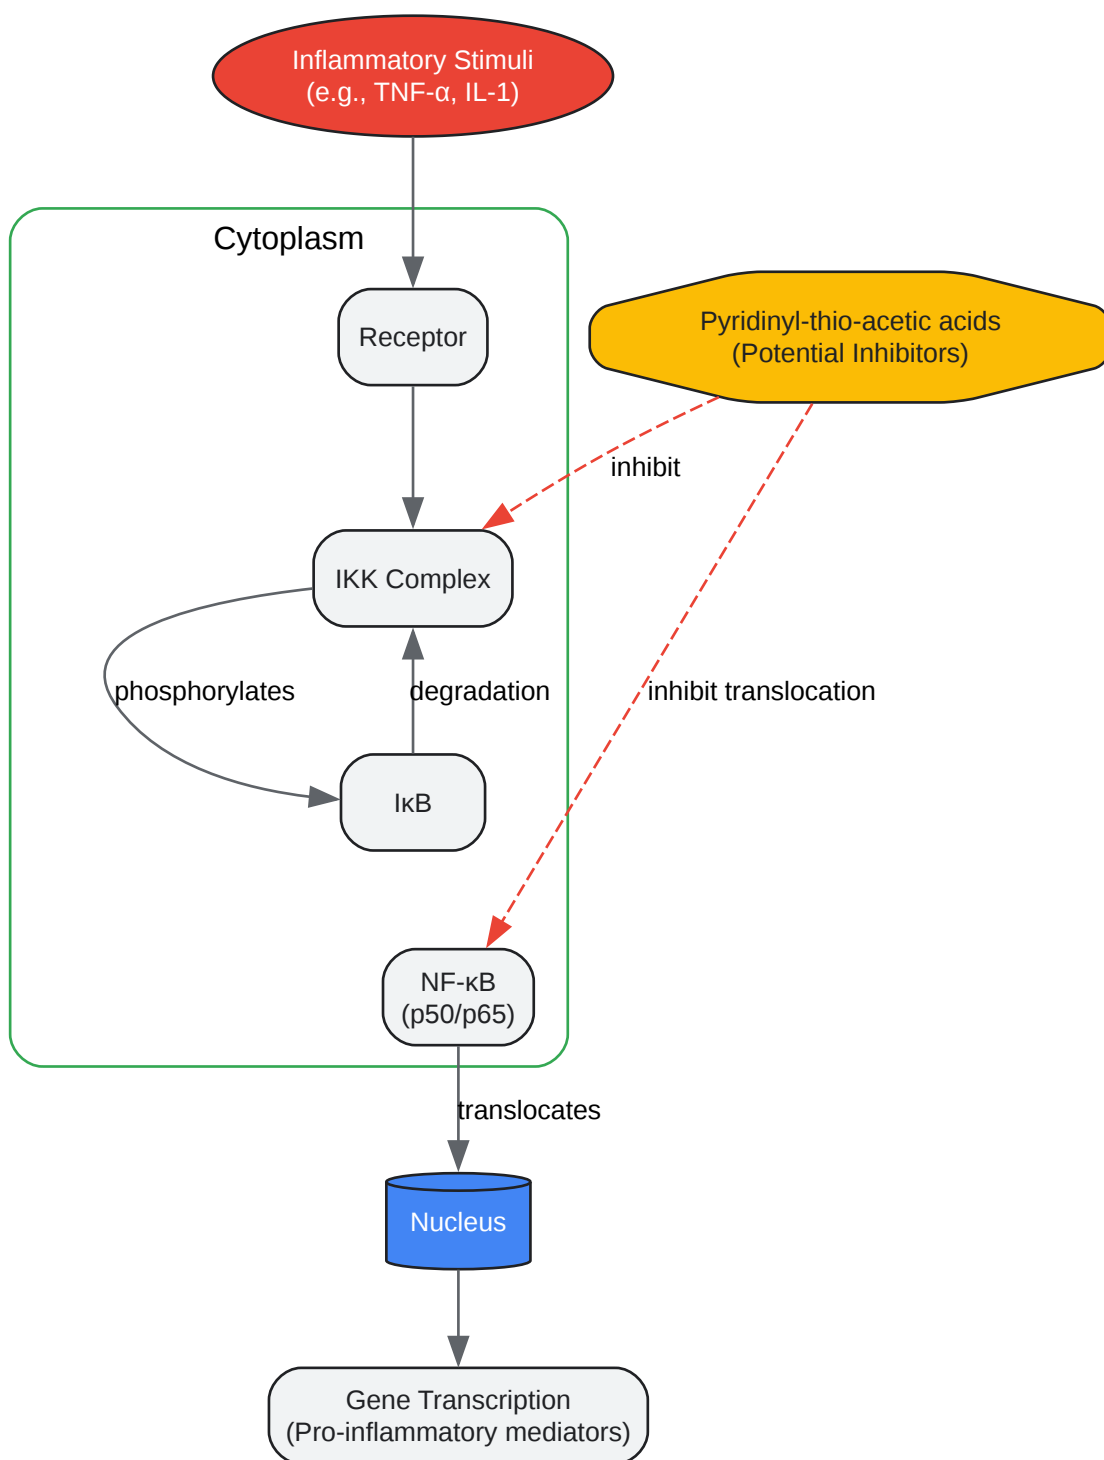 Inflammatory Stimuli
(e.g., TNF-α, IL-1)
Cytoplasm
Receptor
Pyridinyl-thio-acetic acids
(Potential Inhibitors)
inhibit
IKK Complex
phosphorylates
degradation
inhibit translocation
IκB
NF-κB
(p50/p65)
translocates
Nucleus
Gene Transcription
(Pro-inflammatory mediators)